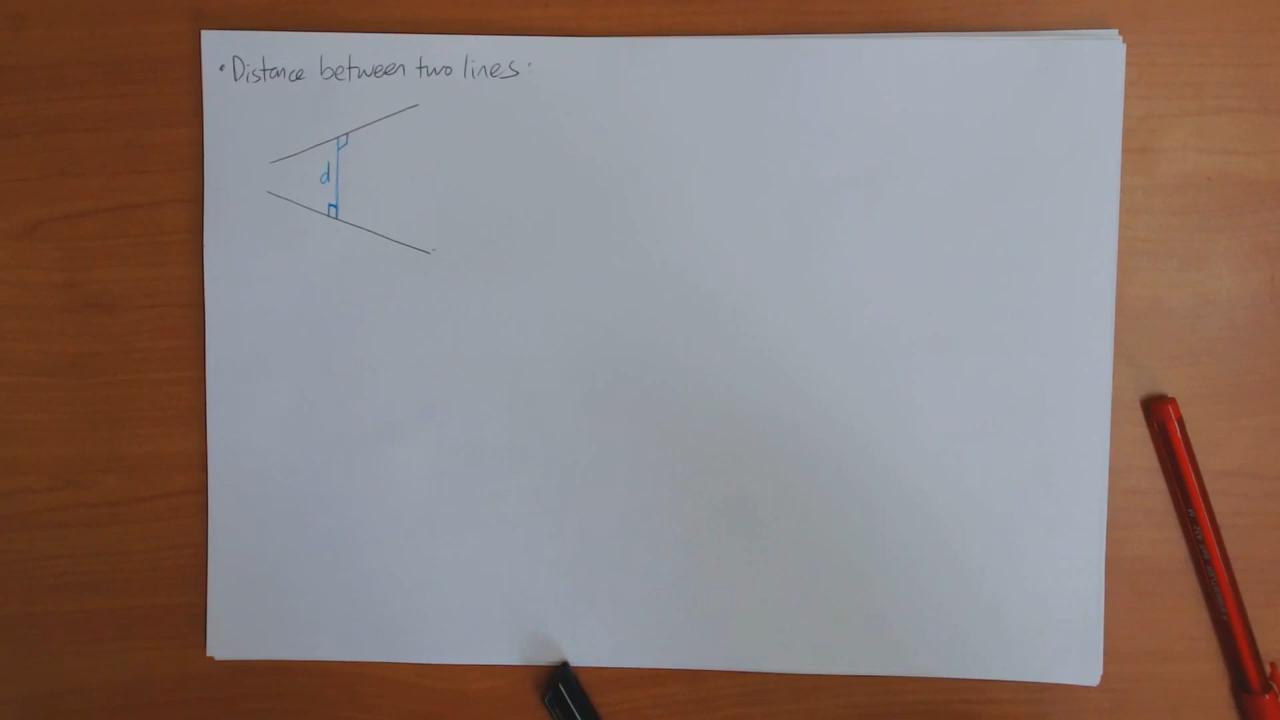 • Distance between two lines.
d